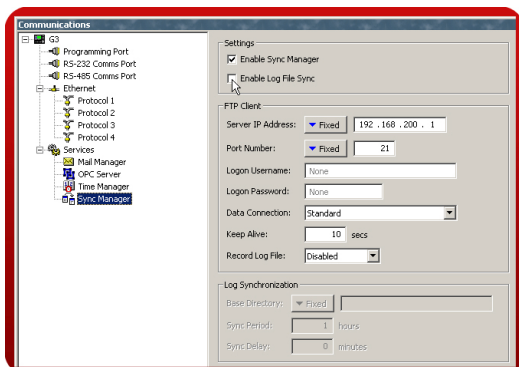 Communications
G3
Programming Port
RS-232 Comms Port
RS-485 Comms Port
Ethernet
Protocol 1
Protocol 2
Protocol 3
Protocol 4
Services
Mail Manager
OPC Server
Time Manager
Sync Manager
Settings
Enable Sync Manager
Enable Log File Sync
FTP Client
Server IP Address: Fixed 192 . 168 . 200 . 1
Port Number: Fixed 21
Logon Username: None
Logon Password: None
Data Connection: Standard
Keep Alive: 10 secs
Record Log File: Disabled
Log Synchronization
Base Directory: Fixed
Sync Period: 1 hours
Sync Delay: 0 minutes